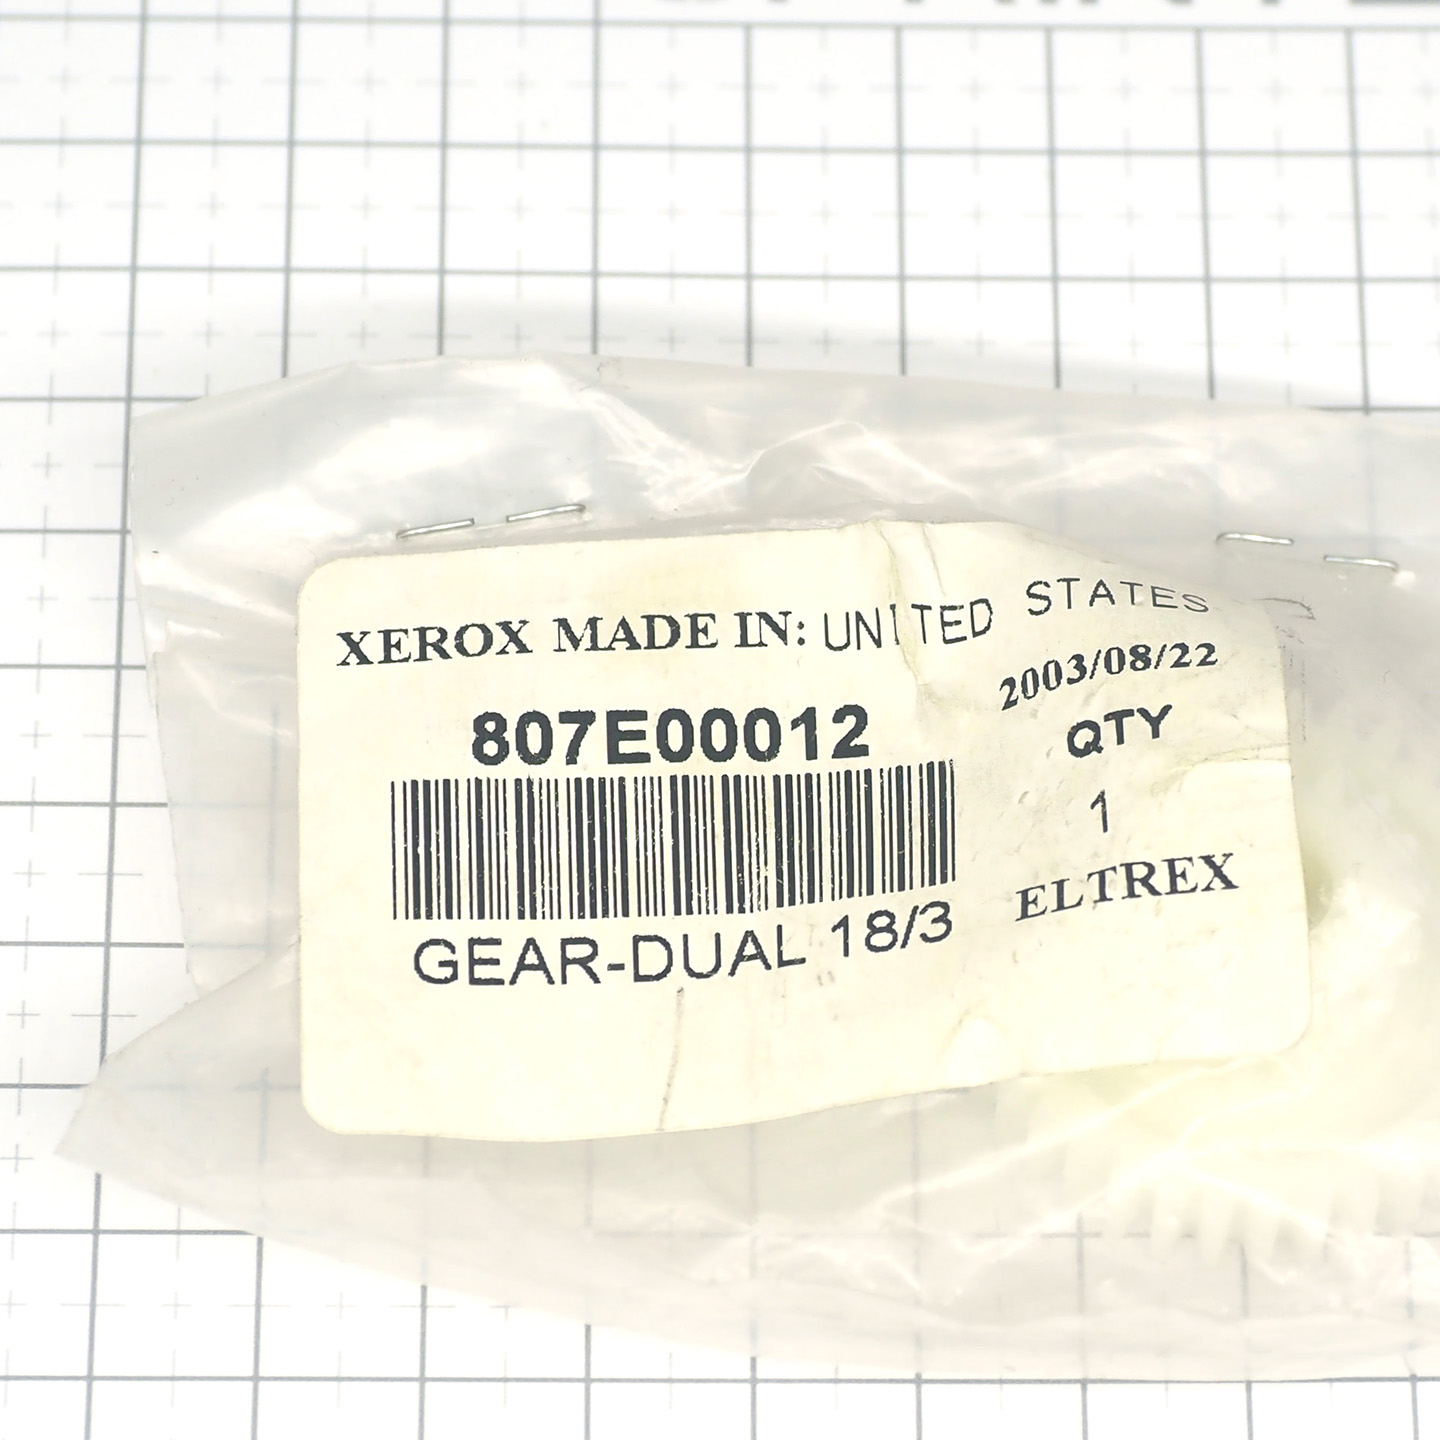 XEROX MADE IN: UNITED STATES
2003/08/22
807E00012
QTY
1
GEAR-DUAL 18/3
ELTREX